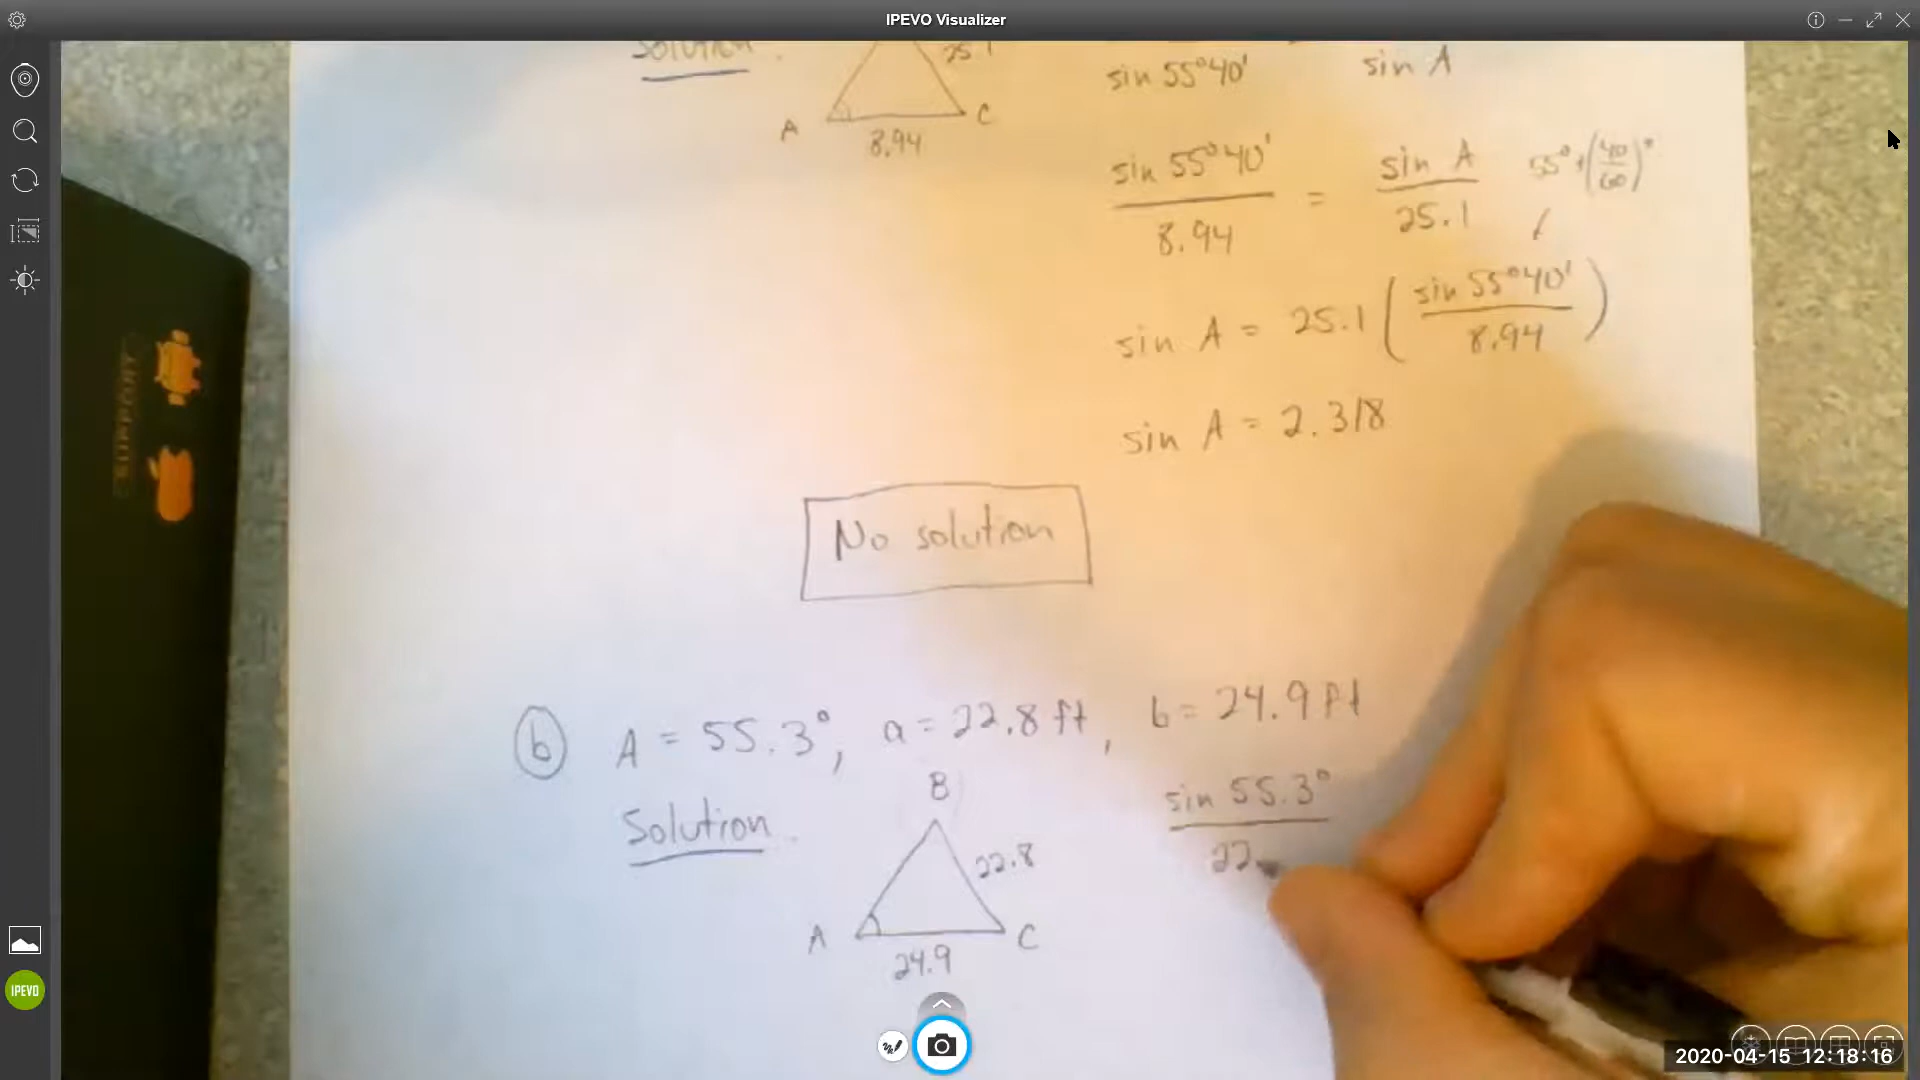 IPEVO Visualizer
Solution.
25.1
A
C
8.94
sin 55°40'
sin A
sin 55°40' / 8.94 = sin A / 25.1
55° + (40/60)°
sin A = 25.1 ( sin 55°40' / 8.94 )
sin A = 2.318
No solution
b A = 55.3°, a = 22.8 ft, b = 24.9 ft
Solution.
B
22.8
A
C
24.9
sin 55.3°
22.
SUPPORT
IPEVO
2020-04-15 12:18:16